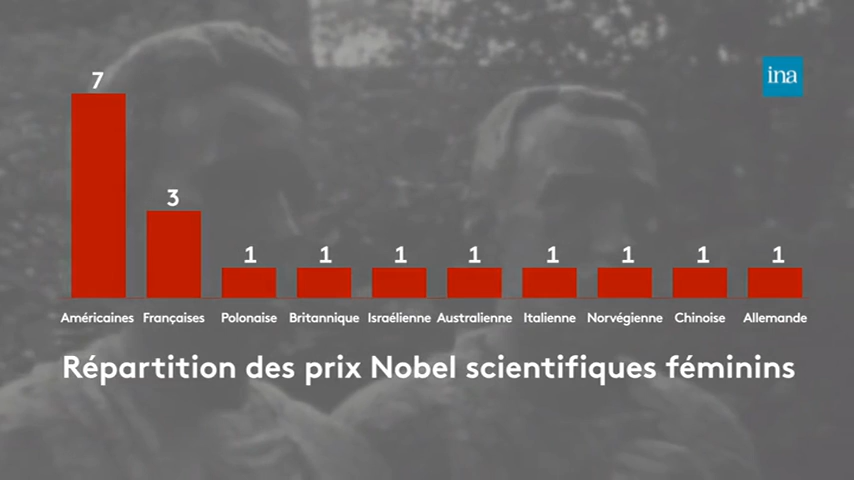 ina
7
3
1 1 1 1 1 1 1 1
Américaines Françaises Polonaise Britannique Israélienne Australienne Italienne Norvégienne Chinoise Allemande
Répartition des prix Nobel scientifiques féminins